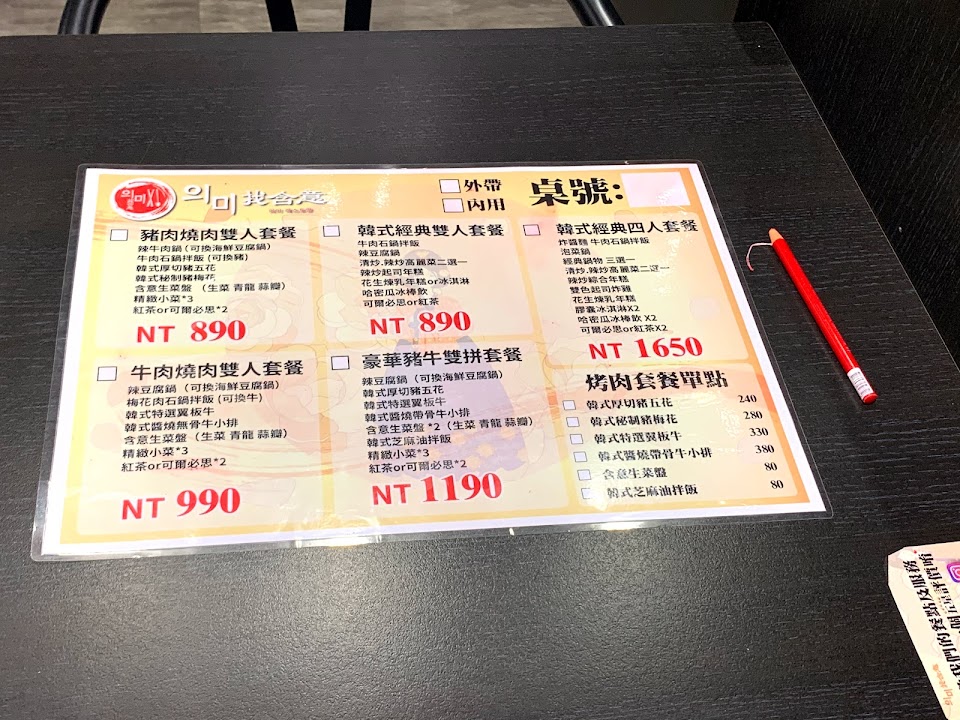 의미
의미 找含意
外帶
內用
桌號:
豬肉燒肉雙人套餐
辣牛肉鍋 (可換海鮮豆腐鍋)
牛肉石鍋拌飯 (可換豬)
韓式厚切豬五花
韓式秘制豬梅花
含意生菜盤 (生菜 青龍 蒜瓣)
精緻小菜*3
紅茶or可爾必思*2
NT 890
韓式經典雙人套餐
牛肉石鍋拌飯
辣豆腐鍋
清炒.辣炒高麗菜二選一
辣炒起司年糕
花生煉乳年糕or冰淇淋
哈密瓜冰棒飲
可爾必思or紅茶
NT 890
韓式經典四人套餐
炸醬麵 牛肉石鍋拌飯
泡菜鍋
經典鍋物 三選一
清炒.辣炒高麗菜二選一
辣炒綜合年糕
雙色起司炸雞
花生煉乳年糕
膠囊冰淇淋X2
哈密瓜冰棒飲 X2
可爾必思or紅茶X2
NT 1650
牛肉燒肉雙人套餐
辣豆腐鍋 (可換海鮮豆腐鍋)
梅花肉石鍋拌飯 (可換牛)
韓式特選翼板牛
韓式醬燒無骨牛小排
含意生菜盤 (生菜 青龍 蒜瓣)
精緻小菜*3
紅茶or可爾必思*2
NT 990
豪華豬牛雙拼套餐
辣豆腐鍋 (可換海鮮豆腐鍋)
韓式厚切豬五花
韓式特選翼板牛
韓式醬燒帶骨牛小排
含意生菜盤 *2 (生菜 青龍 蒜瓣)
韓式芝麻油拌飯
精緻小菜*3
紅茶or可爾必思*2
NT 1190
烤肉套餐單點
韓式厚切豬五花 240
韓式秘制豬梅花 280
韓式特選翼板牛 330
韓式醬燒帶骨牛小排 380
含意生菜盤 80
韓式芝麻油拌飯 80
我們的餐點及服務
個五星評價唷